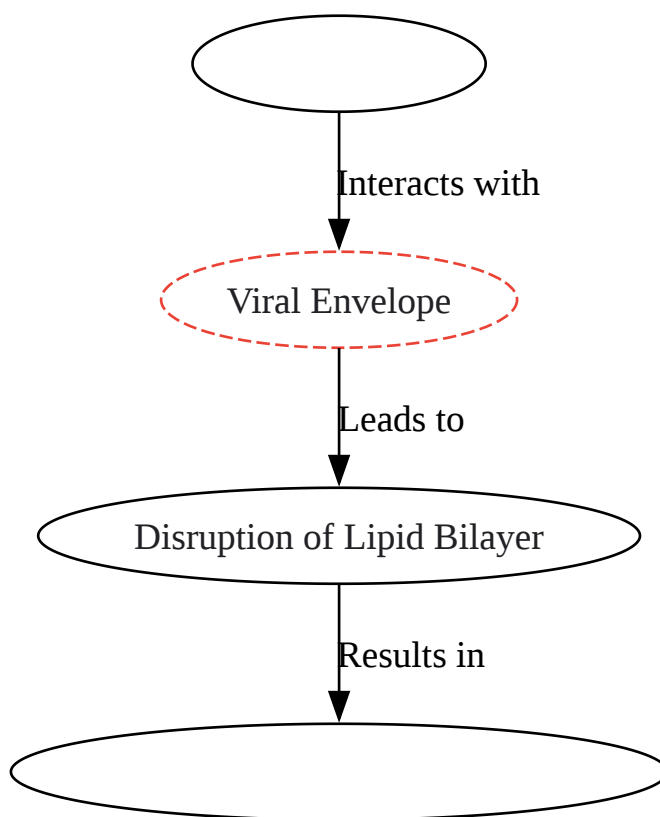 Interacts with
Viral Envelope
Leads to
Disruption of Lipid Bilayer
Results in